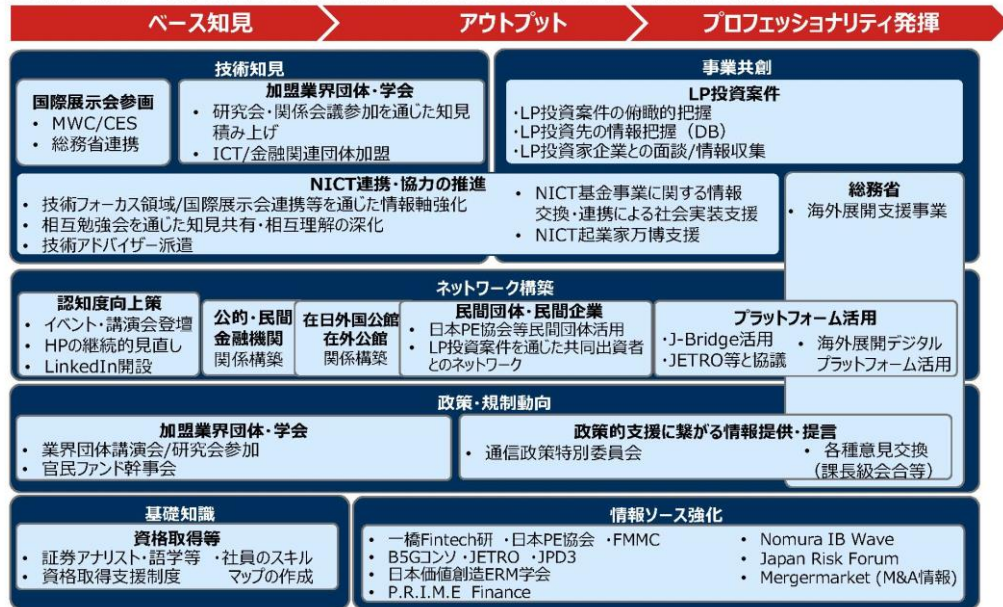 ベース知見
アウトプット
プロフェッショナリティ発揮
技術知見
国際展示会参画
• MWC/CES
• 総務省連携
加盟業界団体・学会
• 研究会・関係会議参加を通じた知見
積み上げ
• ICT/金融関連団体加盟
事業共創
LP投資案件
・LP投資案件の俯瞰的把握
・LP投資先の情報把握（DB）
・LP投資家企業との面談/情報収集
NICT連携・協力の推進
• 技術フォーカス領域/国際展示会連携等を通じた情報軸強化
• 相互勉強会を通じた知見共有・相互理解の深化
• 技術アドバイザー派遣
• NICT基金事業に関する情報
交換・連携による社会実装支援
• NICT起業家万博支援
総務省
• 海外展開支援事業
ネットワーク構築
認知度向上策
• イベント・講演会登壇
• HPの継続的見直し
• LinkedIn開設
公的・民間
金融機関
関係構築
在日外国公館
在外公館
関係構築
民間団体・民間企業
• 日本PE協会等民間団体活用
• LP投資案件を通じた共同出資者
とのネットワーク
プラットフォーム活用
・J-Bridge活用
・JETRO等と協議
• 海外展開デジタル
プラットフォーム活用
政策・規制動向
加盟業界団体・学会
• 業界団体講演会/研究会参加
• 官民ファンド幹事会
政策的支援に繋がる情報提供・提言
• 通信政策特別委員会
• 各種意見交換
（課長級会合等）
基礎知識
資格取得等
• 証券アナリスト・語学等 ・社員のスキル
• 資格取得支援制度 マップの作成
情報ソース強化
• 一橋Fintech研 ・日本PE協会 ・FMMC
• B5Gコンソ ・JETRO ・JPD3
• 日本価値創造ERM学会
• P.R.I.M.E Finance
• Nomura IB Wave
• Japan Risk Forum
• Mergermarket (M&A情報)